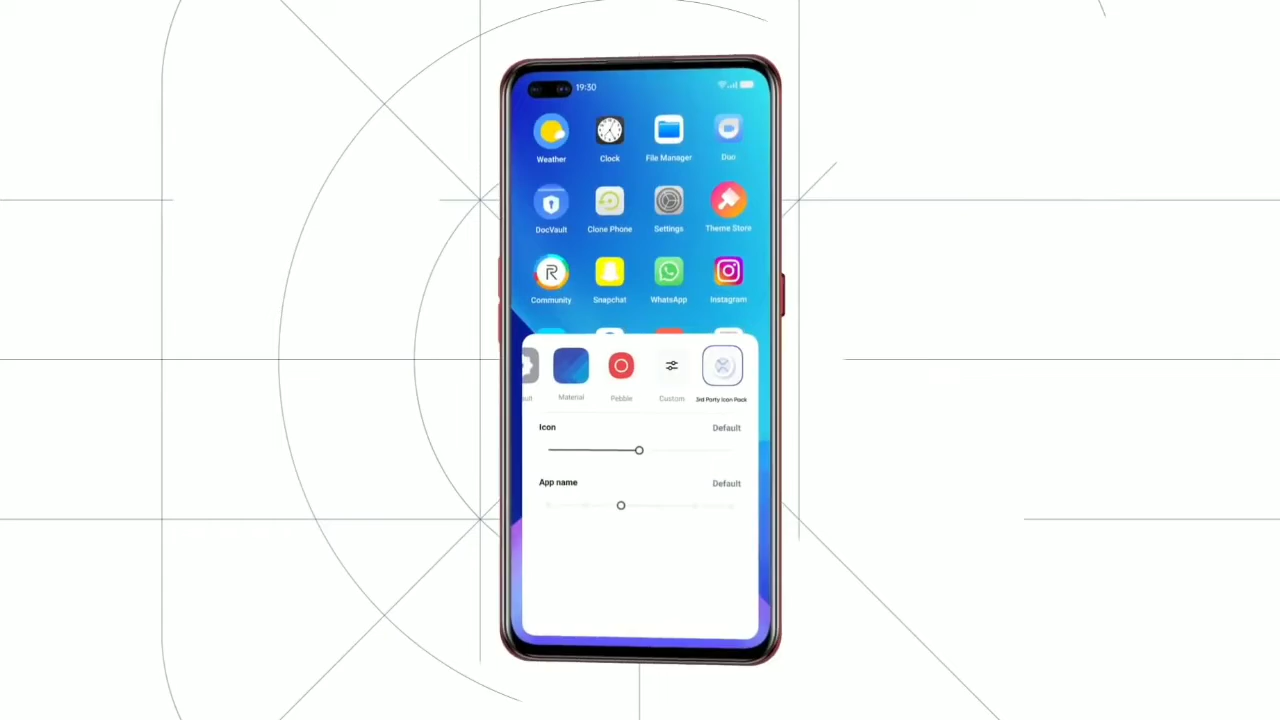 19:30
Weather Clock File Manager Duo
DocVault Clone Phone Settings Theme Store
R
Community Snapchat WhatsApp Instagram
ault Material Pebble Custom 3rd Party Icon Pack
Icon Default
App name Default